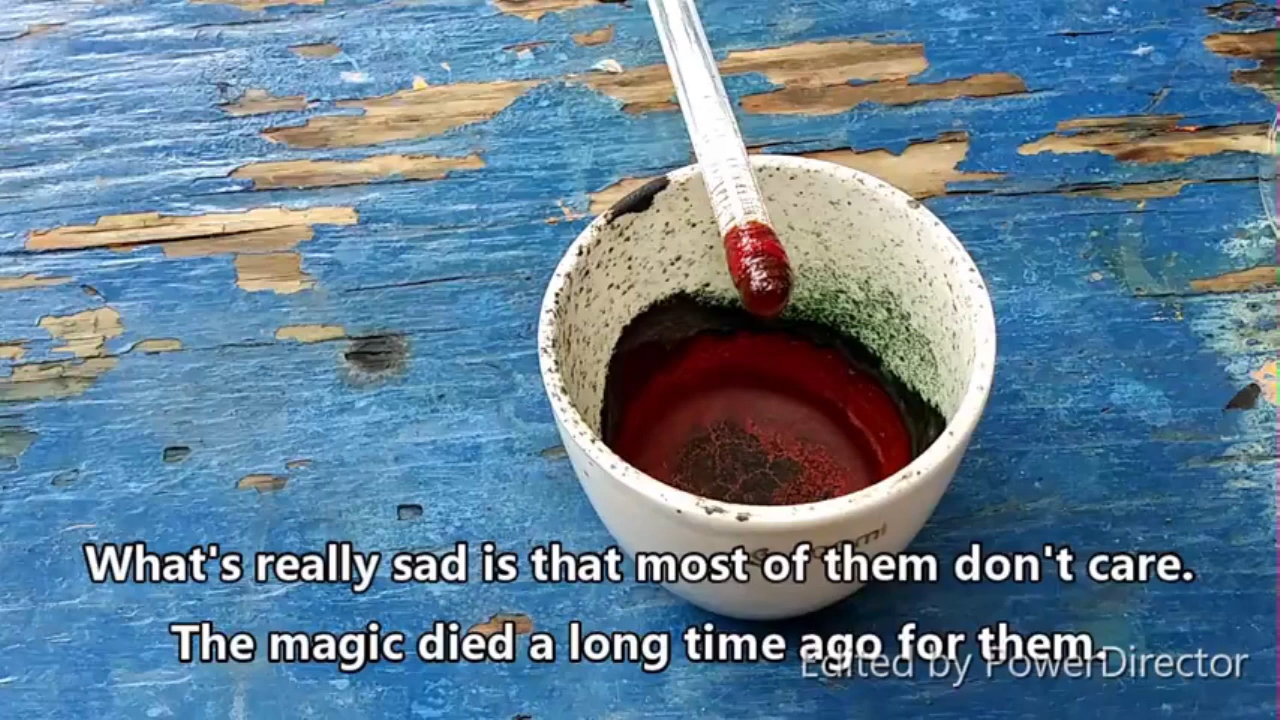 What's really sad is that most of them don't care.
The magic died a long time ago for them.
Edited by PowerDirector